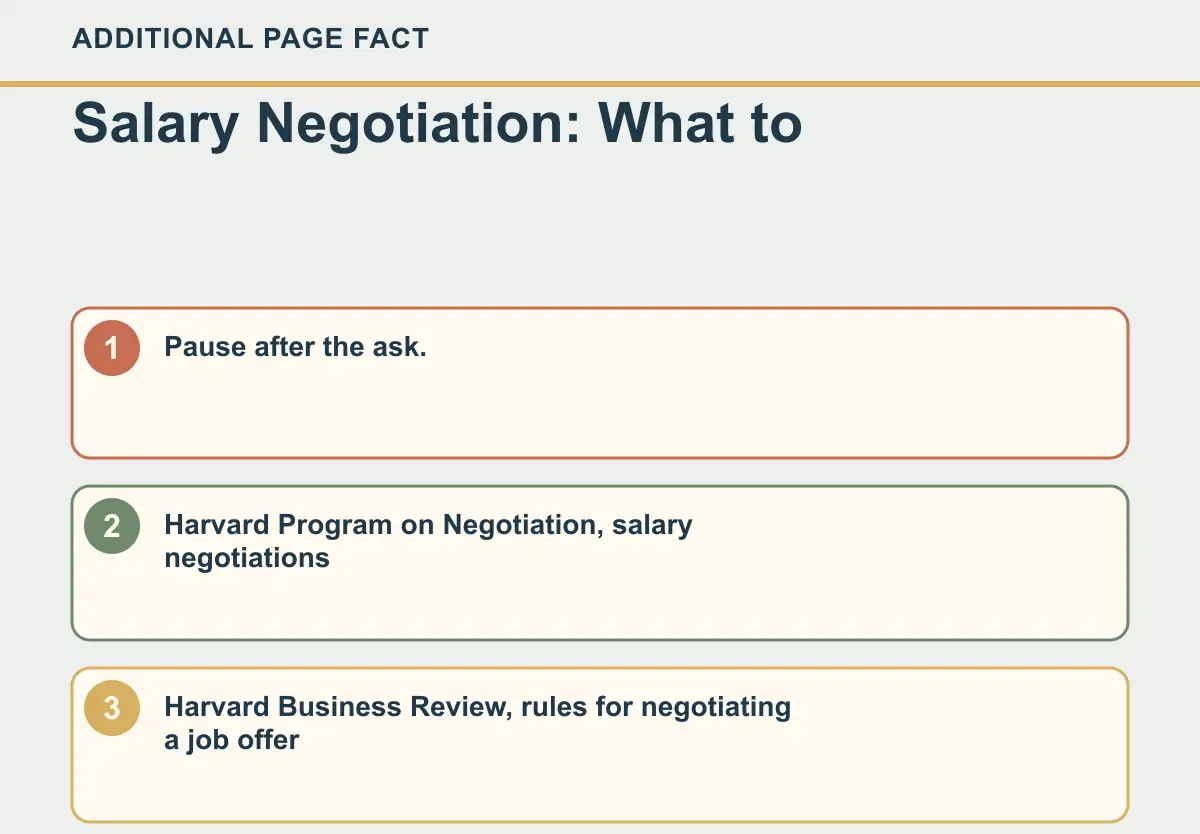 ADDITIONAL PAGE FACT
Salary Negotiation: What to
1
Pause after the ask.
2
Harvard Program on Negotiation, salary
negotiations
3
Harvard Business Review, rules for negotiating
a job offer